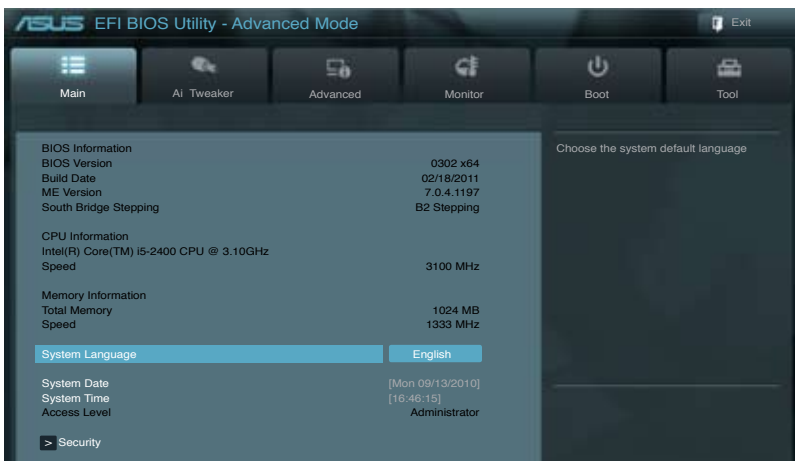 ASUS EFI BIOS Utility - Advanced Mode
Exit
Main
Ai Tweaker
Advanced
Monitor
Boot
Tool
BIOS Information
BIOS Version 0302 x64
Build Date 02/18/2011
ME Version 7.0.4.1197
South Bridge Stepping B2 Stepping
CPU Information
Intel(R) Core(TM) i5-2400 CPU @ 3.10GHz
Speed 3100 MHz
Memory Information
Total Memory 1024 MB
Speed 1333 MHz
System Language English
System Date [Mon 09/13/2010]
System Time [16:46:15]
Access Level Administrator
> Security
Choose the system default language